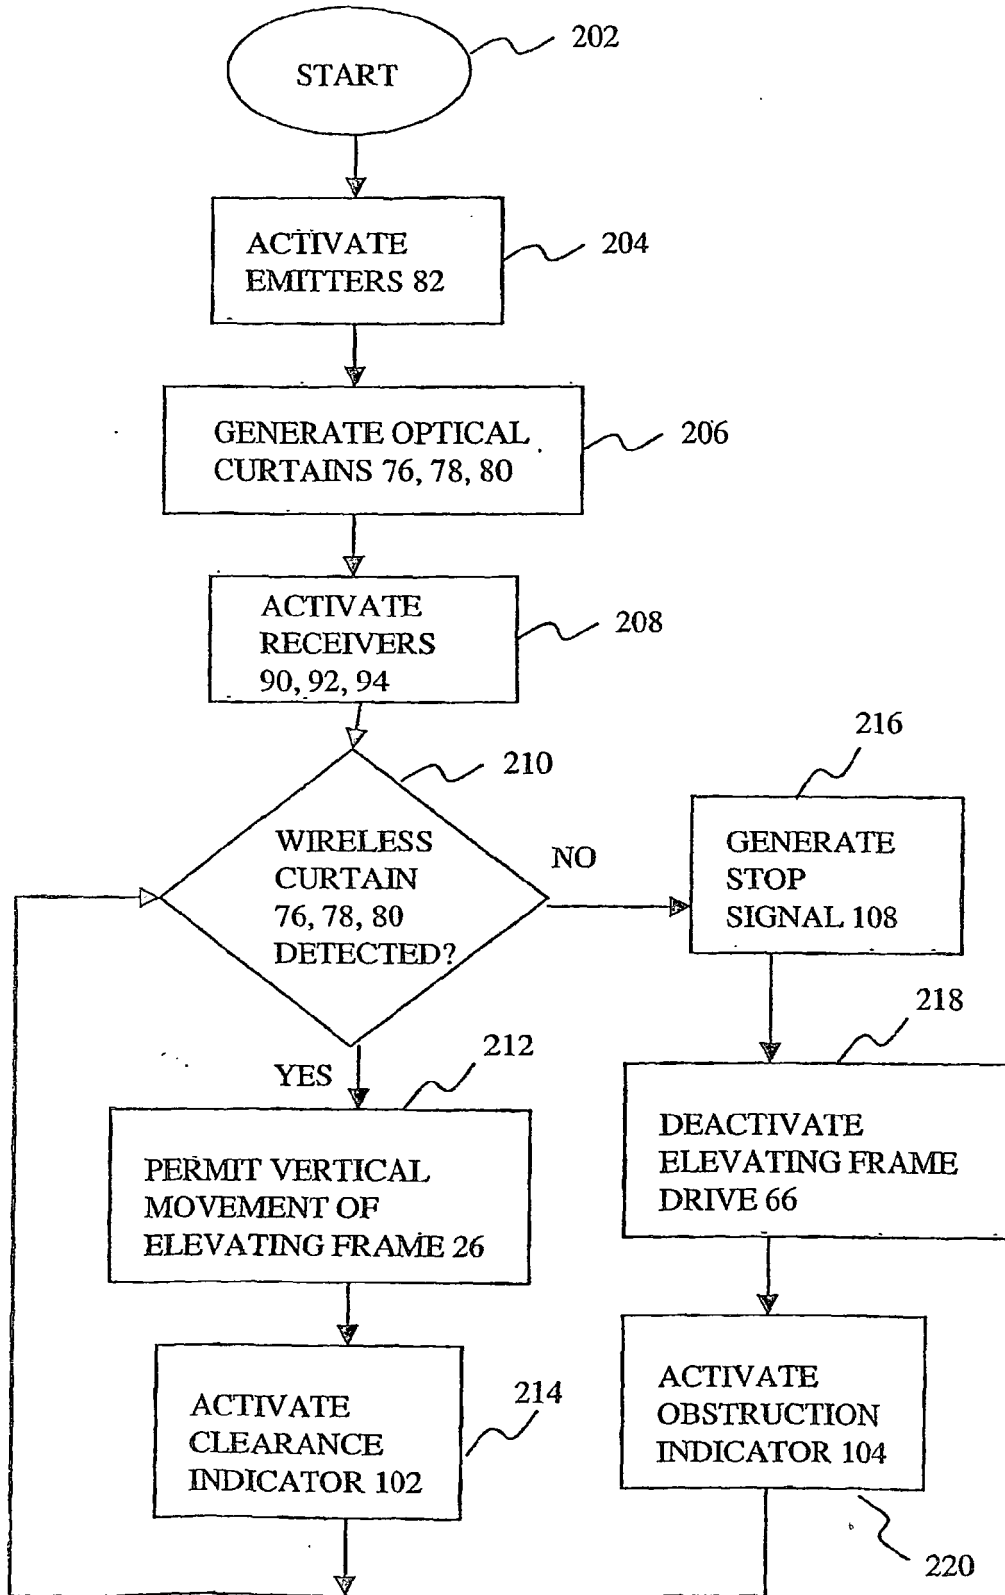 202
START
ACTIVATE
EMITTERS 82
204
GENERATE OPTICAL
CURTAINS 76, 78, 80
206
ACTIVATE
RECEIVERS
90, 92, 94
208
210
WIRELESS
CURTAIN
76, 78, 80
DETECTED?
NO
216
GENERATE
STOP
SIGNAL 108
YES
212
PERMIT VERTICAL
MOVEMENT OF
ELEVATING FRAME 26
218
DEACTIVATE
ELEVATING FRAME
DRIVE 66
ACTIVATE
CLEARANCE
INDICATOR 102
214
ACTIVATE
OBSTRUCTION
INDICATOR 104
220